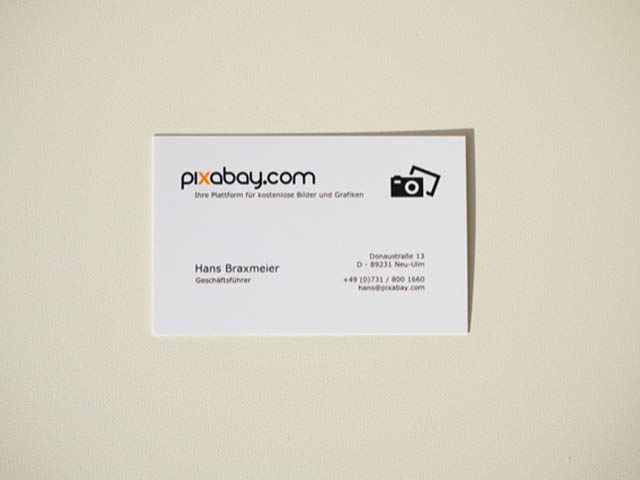 pixabay.com
Ihre Plattform für kostenlose Bilder und Grafiken
Hans Braxmeier
Geschäftsführer
Donaustraße 13
D - 89231 Neu-Ulm
+49 (0)731 / 800 1660
hans@pixabay.com